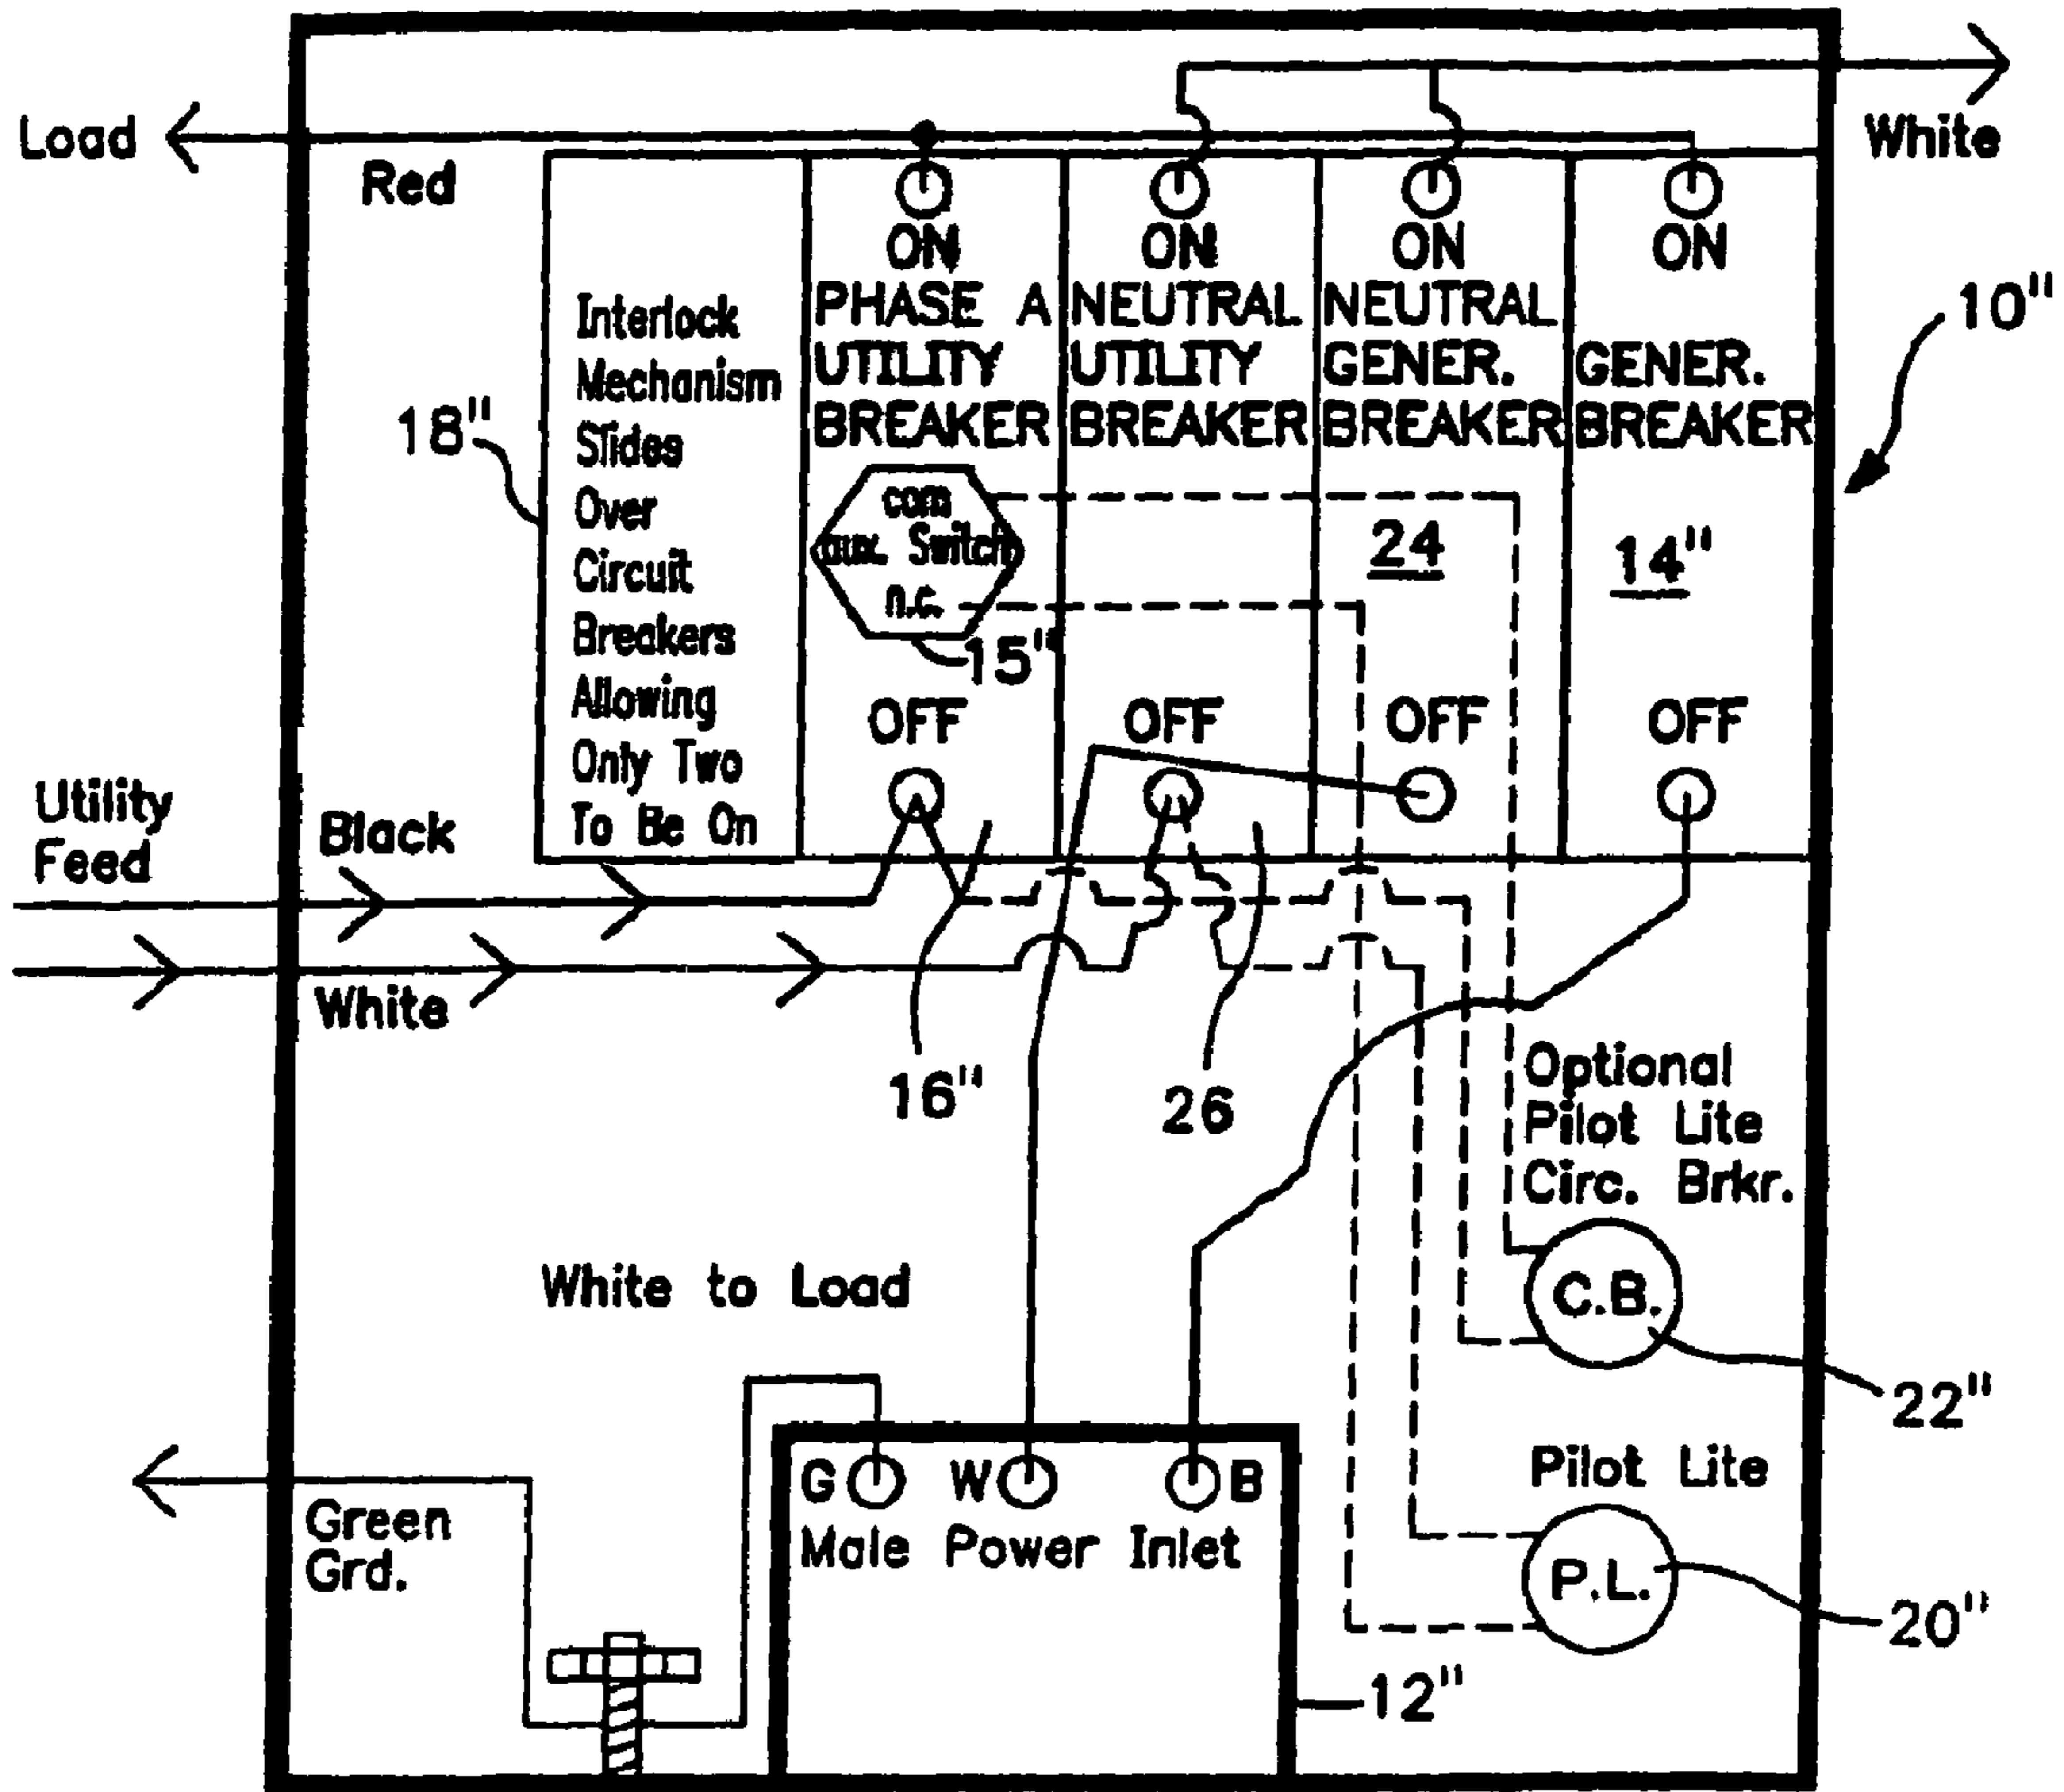 Load
Red
White
ON
ON
ON
ON
Interlock
Mechanism
Slides
Over
Circuit
Breakers
Allowing
Only Two
To Be On
PHASE A
UTILITY
BREAKER
NEUTRAL
UTILITY
BREAKER
NEUTRAL
GENER.
BREAKER
GENER.
BREAKER
10"
18"
com
aux. Switch
n.c.
15"
24
14"
OFF
OFF
OFF
OFF
Utility
Feed
Black
White
16"
26
Optional
Pilot Lite
Circ. Brkr.
C.B.
22"
White to Load
G
W
B
Male Power Inlet
Pilot Lite
P.L.
20"
Green
Grd.
12"